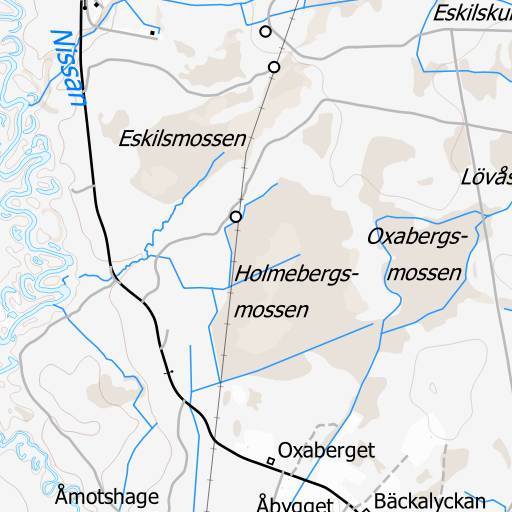 Eskilsku
Nissan
Eskilsmossen
Lövås
Oxabergs-
mossen
Holmebergs-
mossen
Oxaberget
Åmotshage
Åbygget
Bäckalyckan